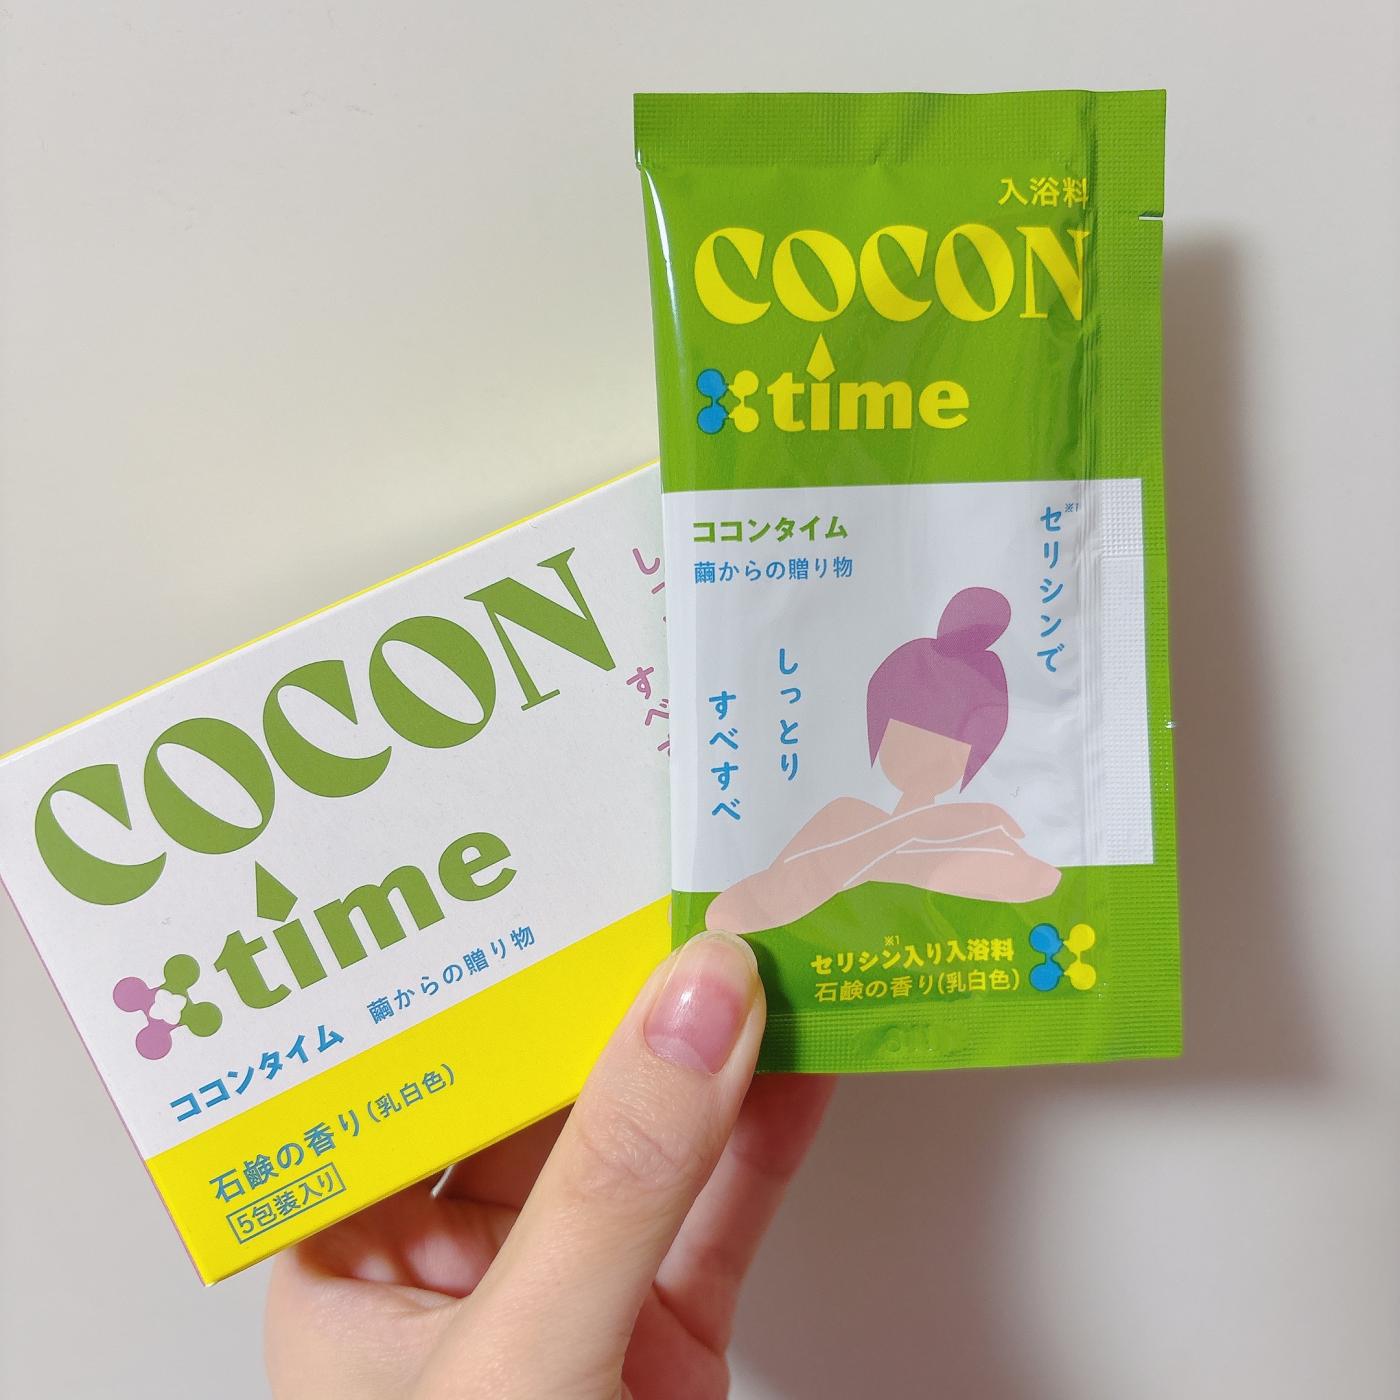 入浴料
COCON
time
ココンタイム
繭からの贈り物
※1
セリシンで
しっとり
すべすべ
※1
セリシン入り入浴料
石鹸の香り(乳白色)
COCON
time
ココンタイム 繭からの贈り物
石鹸の香り(乳白色)
5包装入り